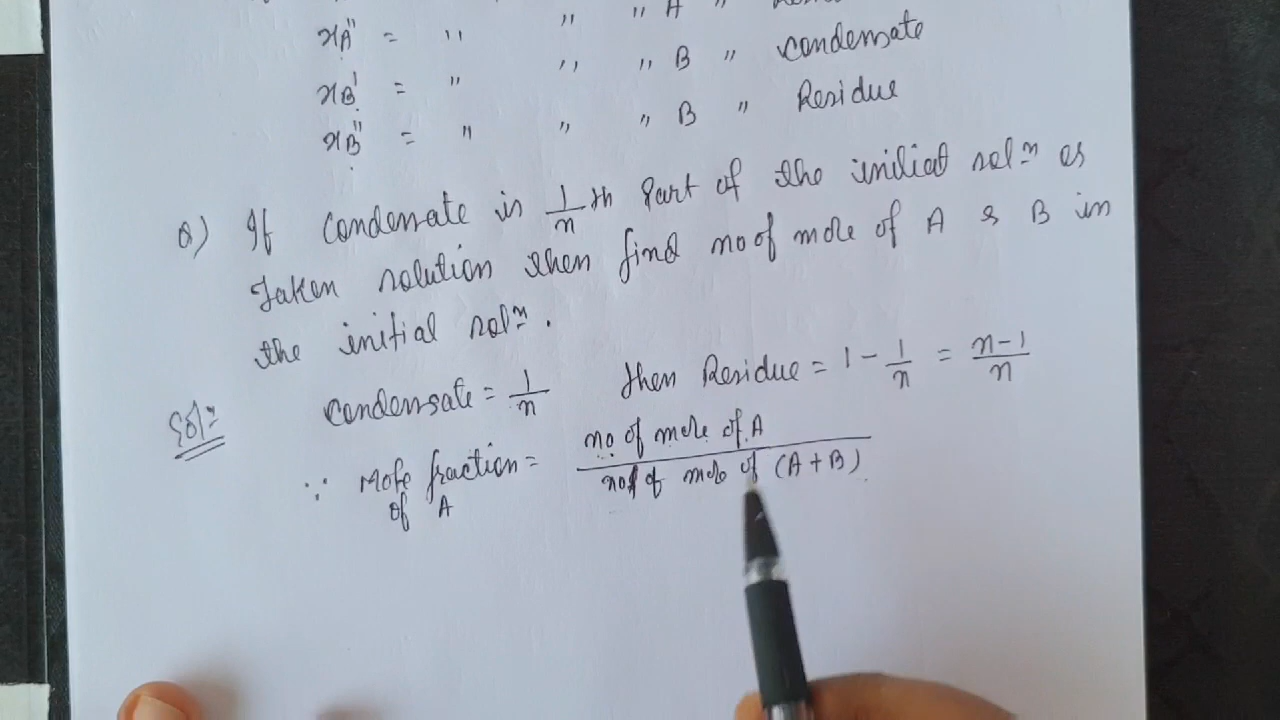 " " A "
xA" = " 
xB' = " " " B " condensate
xB" = " " " B " Residue
Q) If condensate is 1/n th part of the initial solⁿ as
taken solution then find no of mole of A & B in
the initial solⁿ.
Solⁿ: condensate = 1/n then Residue = 1 - 1/n = n-1/n
∵ Mole fraction of A = no of mole of A / no of mole of (A+B)